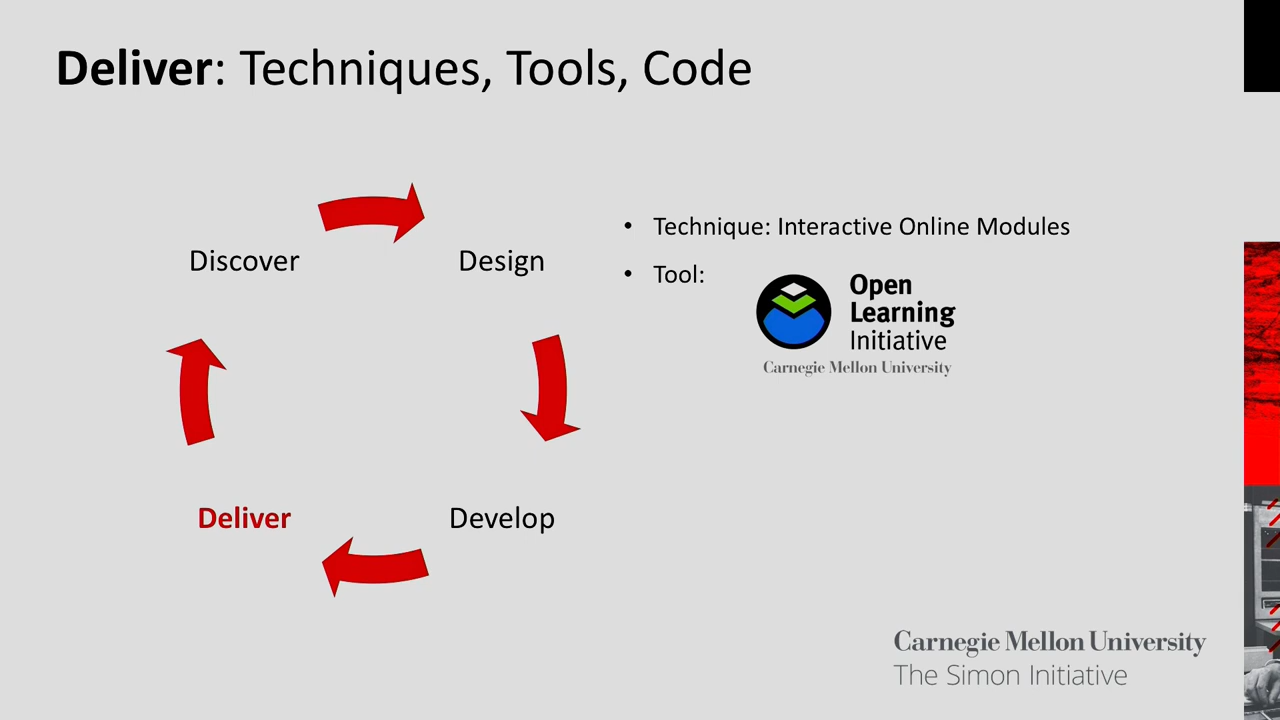 Deliver: Techniques, Tools, Code
Discover
Design
Deliver
Develop
• Technique: Interactive Online Modules
• Tool:
Open
Learning
Initiative
Carnegie Mellon University
Carnegie Mellon University
The Simon Initiative